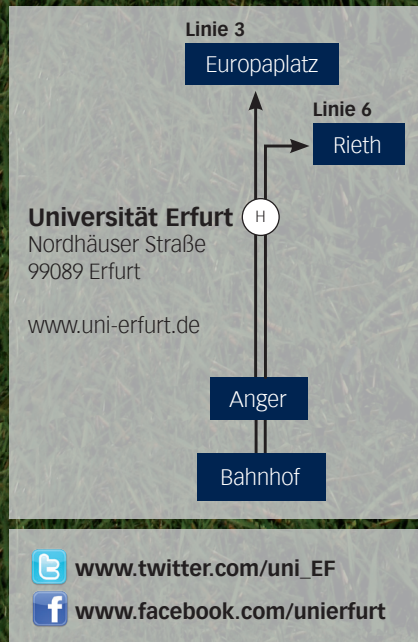 Linie 3
Europaplatz
Linie 6
Rieth
Universität Erfurt
H
Nordhäuser Straße
99089 Erfurt
www.uni-erfurt.de
Anger
Bahnhof
www.twitter.com/uni_EF
www.facebook.com/unierfurt